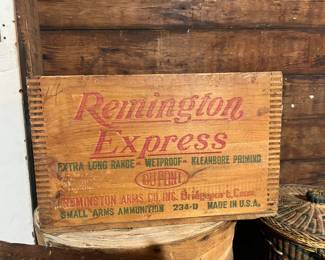 Remington
Express
EXTRA LONG RANGE - WETPROOF - KLEANBORE PRIMING
DUPONT
REMINGTON ARMS CO. INC. Bridgeport, Conn.
SMALL ARMS AMMUNITION 234-U MADE IN U.S.A.